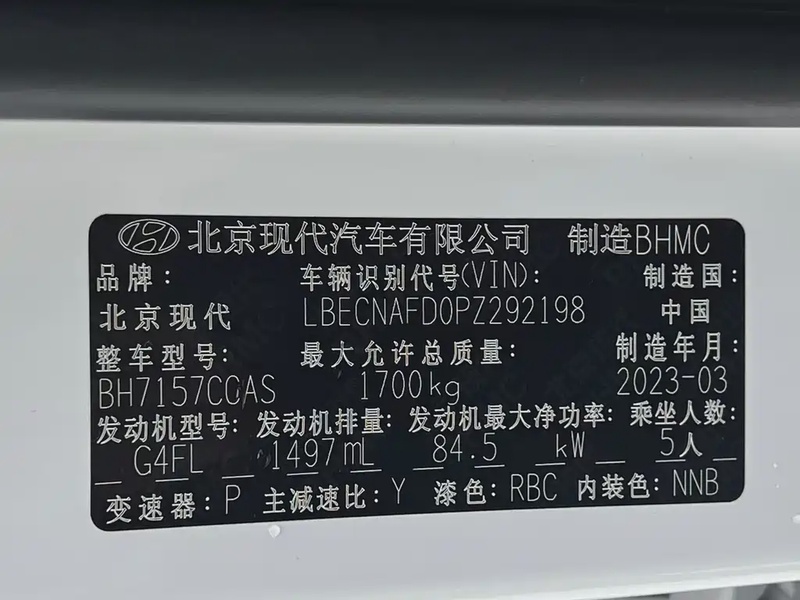 北京现代汽车有限公司 制造BHMC
品牌: 车辆识别代号(VIN): 制造国:
北京现代 LBECNAFD0PZ292198 中国
整车型号: 最大允许总质量: 制造年月:
BH7157CCAS 1700kg 2023-03
发动机型号: 发动机排量: 发动机最大净功率: 乘坐人数:
G4FL 1497mL 84.5 kW 5人
变速器: P 主减速比: Y 漆色: RBC 内装色: NNB